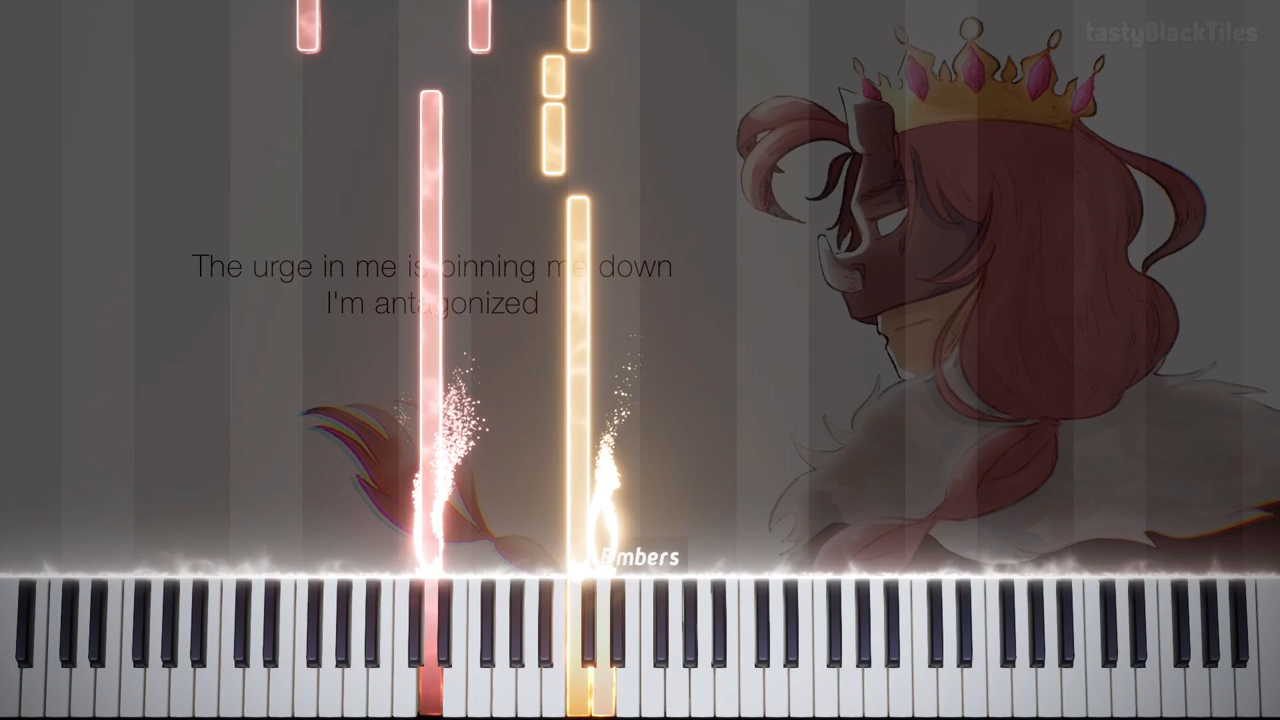 tastyBlackTiles
The urge in me is pinning me down
I'm antagonized
Embers